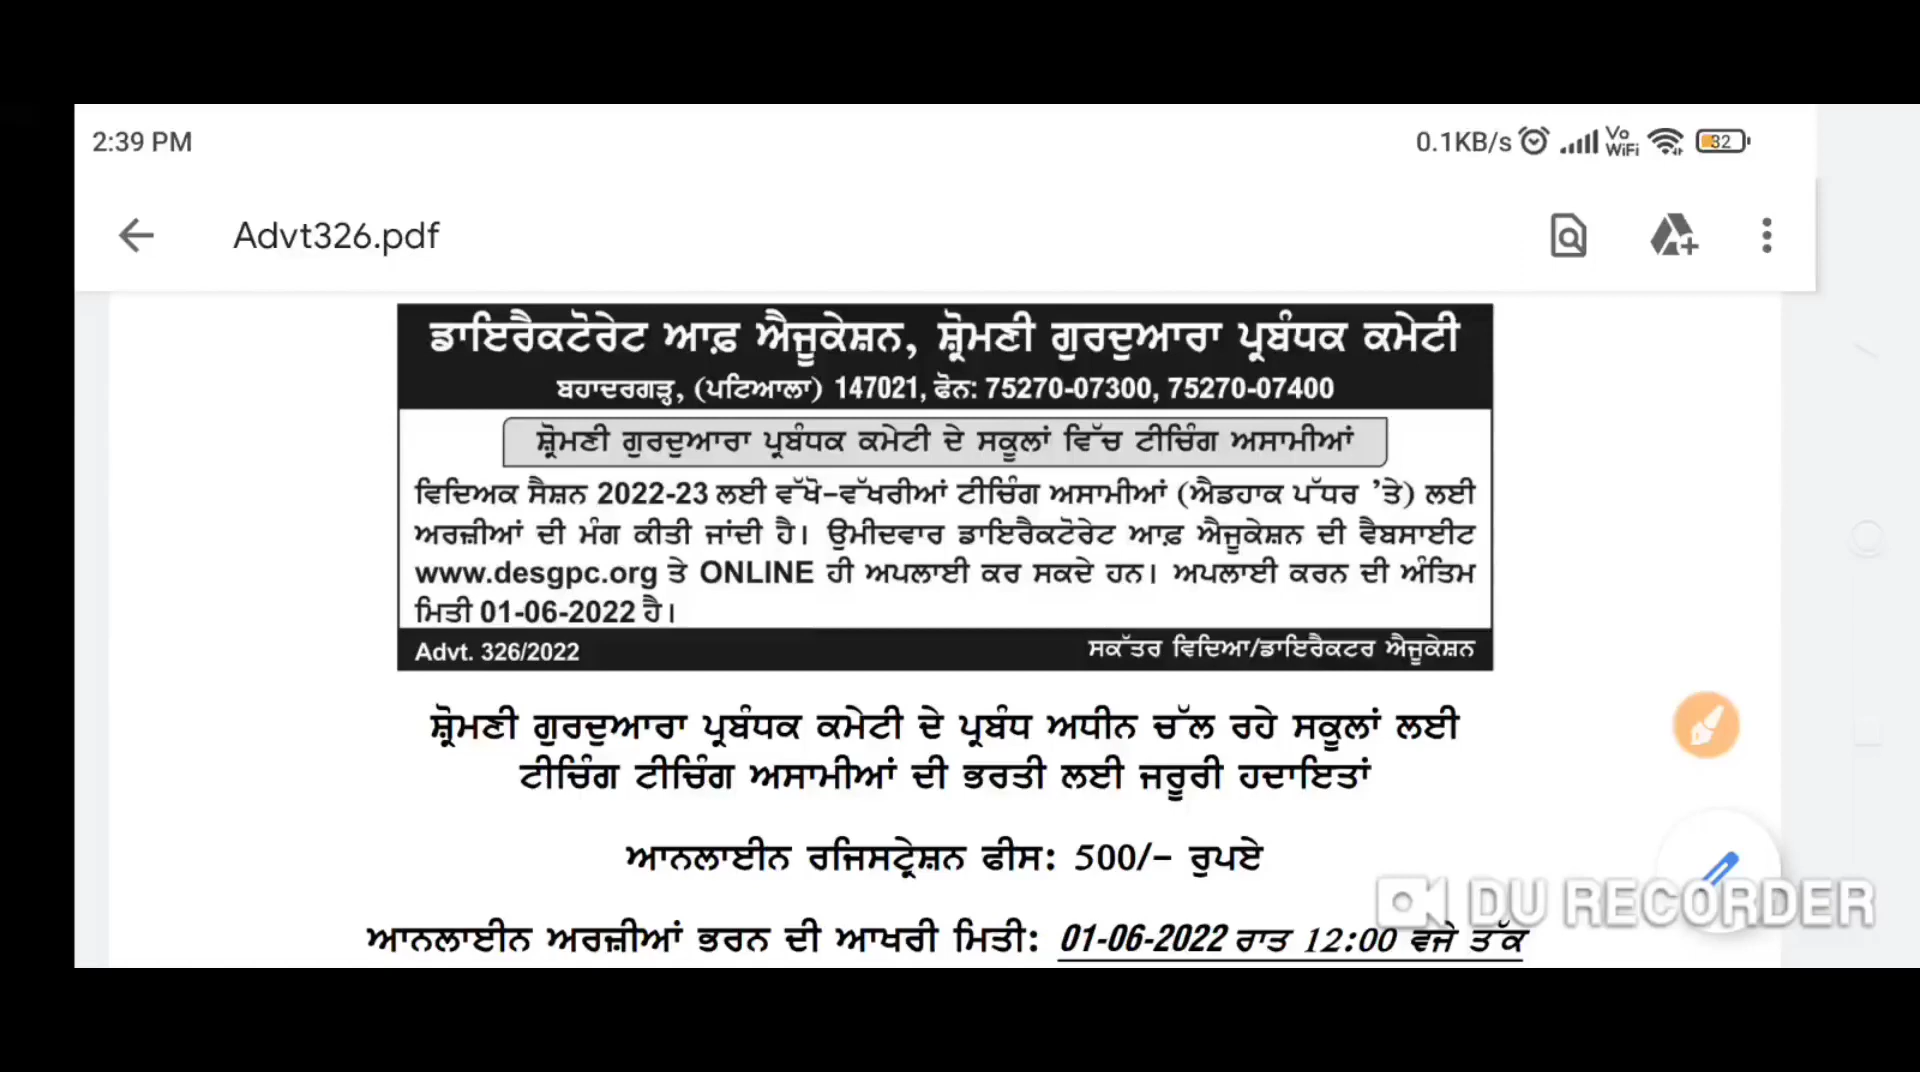 2:39 PM
0.1KB/s Vo WiFi 32
Advt326.pdf
ਡਾਇਰੈਕਟੋਰੇਟ ਆਫ਼ ਐਜੂਕੇਸ਼ਨ, ਸ਼੍ਰੋਮਣੀ ਗੁਰਦੁਆਰਾ ਪ੍ਰਬੰਧਕ ਕਮੇਟੀ
ਬਹਾਦਰਗੜ੍ਹ, (ਪਟਿਆਲਾ) 147021, ਫੋਨ: 75270-07300, 75270-07400
ਸ਼੍ਰੋਮਣੀ ਗੁਰਦੁਆਰਾ ਪ੍ਰਬੰਧਕ ਕਮੇਟੀ ਦੇ ਸਕੂਲਾਂ ਵਿੱਚ ਟੀਚਿੰਗ ਅਸਾਮੀਆਂ
ਵਿਦਿਅਕ ਸੈਸ਼ਨ 2022-23 ਲਈ ਵੱਖੋ-ਵੱਖਰੀਆਂ ਟੀਚਿੰਗ ਅਸਾਮੀਆਂ (ਐਡਹਾਕ ਪੱਧਰ ’ਤੇ) ਲਈ
ਅਰਜ਼ੀਆਂ ਦੀ ਮੰਗ ਕੀਤੀ ਜਾਂਦੀ ਹੈ। ਉਮੀਦਵਾਰ ਡਾਇਰੈਕਟੋਰੇਟ ਆਫ਼ ਐਜੂਕੇਸ਼ਨ ਦੀ ਵੈਬਸਾਈਟ
www.desgpc.org ਤੇ ONLINE ਹੀ ਅਪਲਾਈ ਕਰ ਸਕਦੇ ਹਨ। ਅਪਲਾਈ ਕਰਨ ਦੀ ਅੰਤਿਮ
ਮਿਤੀ 01-06-2022 ਹੈ।
Advt. 326/2022
ਸਕੱਤਰ ਵਿਦਿਆ/ਡਾਇਰੈਕਟਰ ਐਜੂਕੇਸ਼ਨ
ਸ਼੍ਰੋਮਣੀ ਗੁਰਦੁਆਰਾ ਪ੍ਰਬੰਧਕ ਕਮੇਟੀ ਦੇ ਪ੍ਰਬੰਧ ਅਧੀਨ ਚੱਲ ਰਹੇ ਸਕੂਲਾਂ ਲਈ
ਟੀਚਿੰਗ ਟੀਚਿੰਗ ਅਸਾਮੀਆਂ ਦੀ ਭਰਤੀ ਲਈ ਜਰੂਰੀ ਹਦਾਇਤਾਂ
ਆਨਲਾਈਨ ਰਜਿਸਟ੍ਰੇਸ਼ਨ ਫੀਸ: 500/- ਰੁਪਏ
DU RECORDER
ਆਨਲਾਈਨ ਅਰਜ਼ੀਆਂ ਭਰਨ ਦੀ ਆਖਰੀ ਮਿਤੀ: 01-06-2022 ਰਾਤ 12:00 ਵਜੇ ਤੱਕ